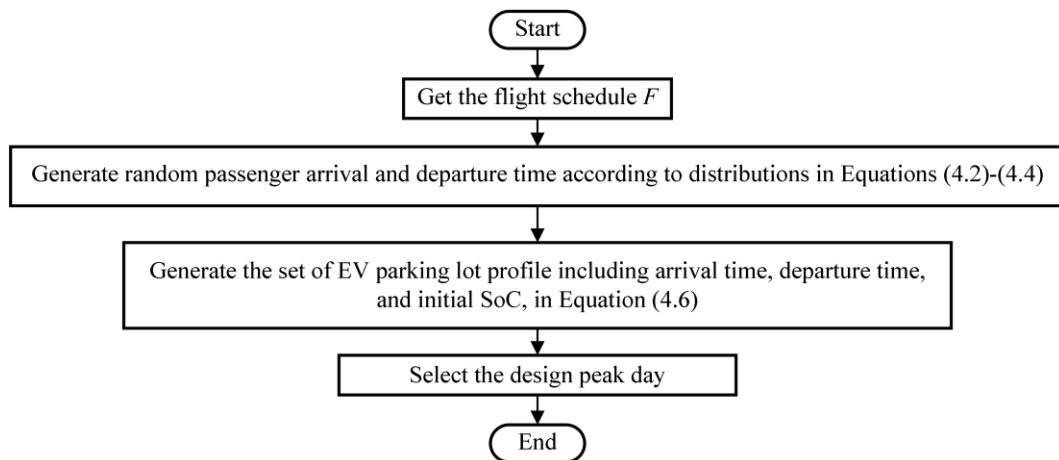 Start
Get the flight schedule F
Generate random passenger arrival and departure time according to distributions in Equations (4.2)-(4.4)
Generate the set of EV parking lot profile including arrival time, departure time,
and initial SoC, in Equation (4.6)
Select the design peak day
End